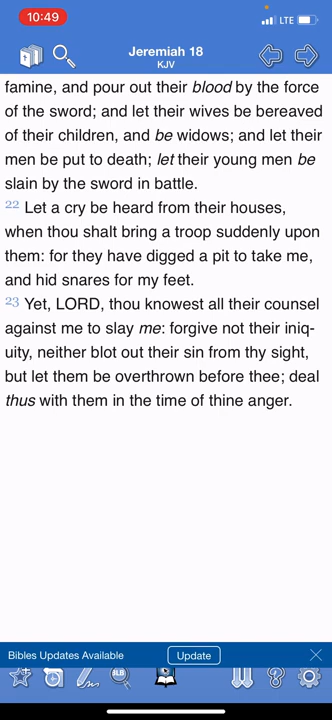 10:49
LTE
Jeremiah 18
KJV
famine, and pour out their blood by the force
of the sword; and let their wives be bereaved
of their children, and be widows; and let their
men be put to death; let their young men be
slain by the sword in battle.
22 Let a cry be heard from their houses,
when thou shalt bring a troop suddenly upon
them: for they have digged a pit to take me,
and hid snares for my feet.
23 Yet, LORD, thou knowest all their counsel
against me to slay me: forgive not their iniq-
uity, neither blot out their sin from thy sight,
but let them be overthrown before thee; deal
thus with them in the time of thine anger.
Bibles Updates Available
Update
BLB